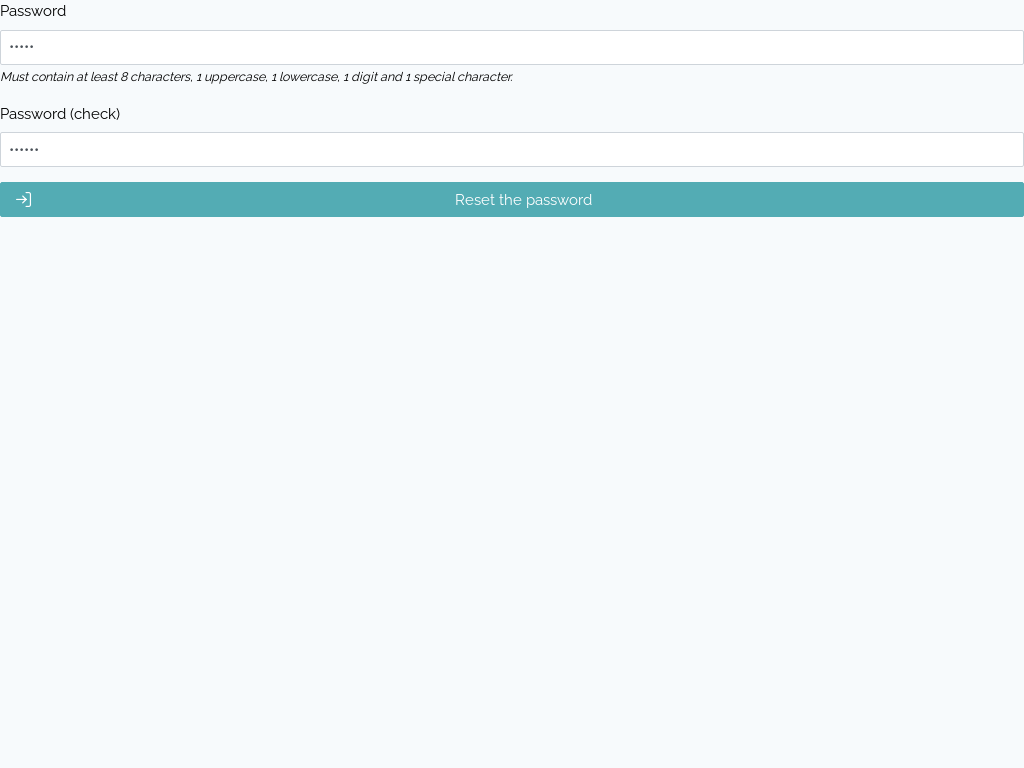 Password
•••••
Must contain at least 8 characters, 1 uppercase, 1 lowercase, 1 digit and 1 special character.
Password (check)
••••••
Reset the password